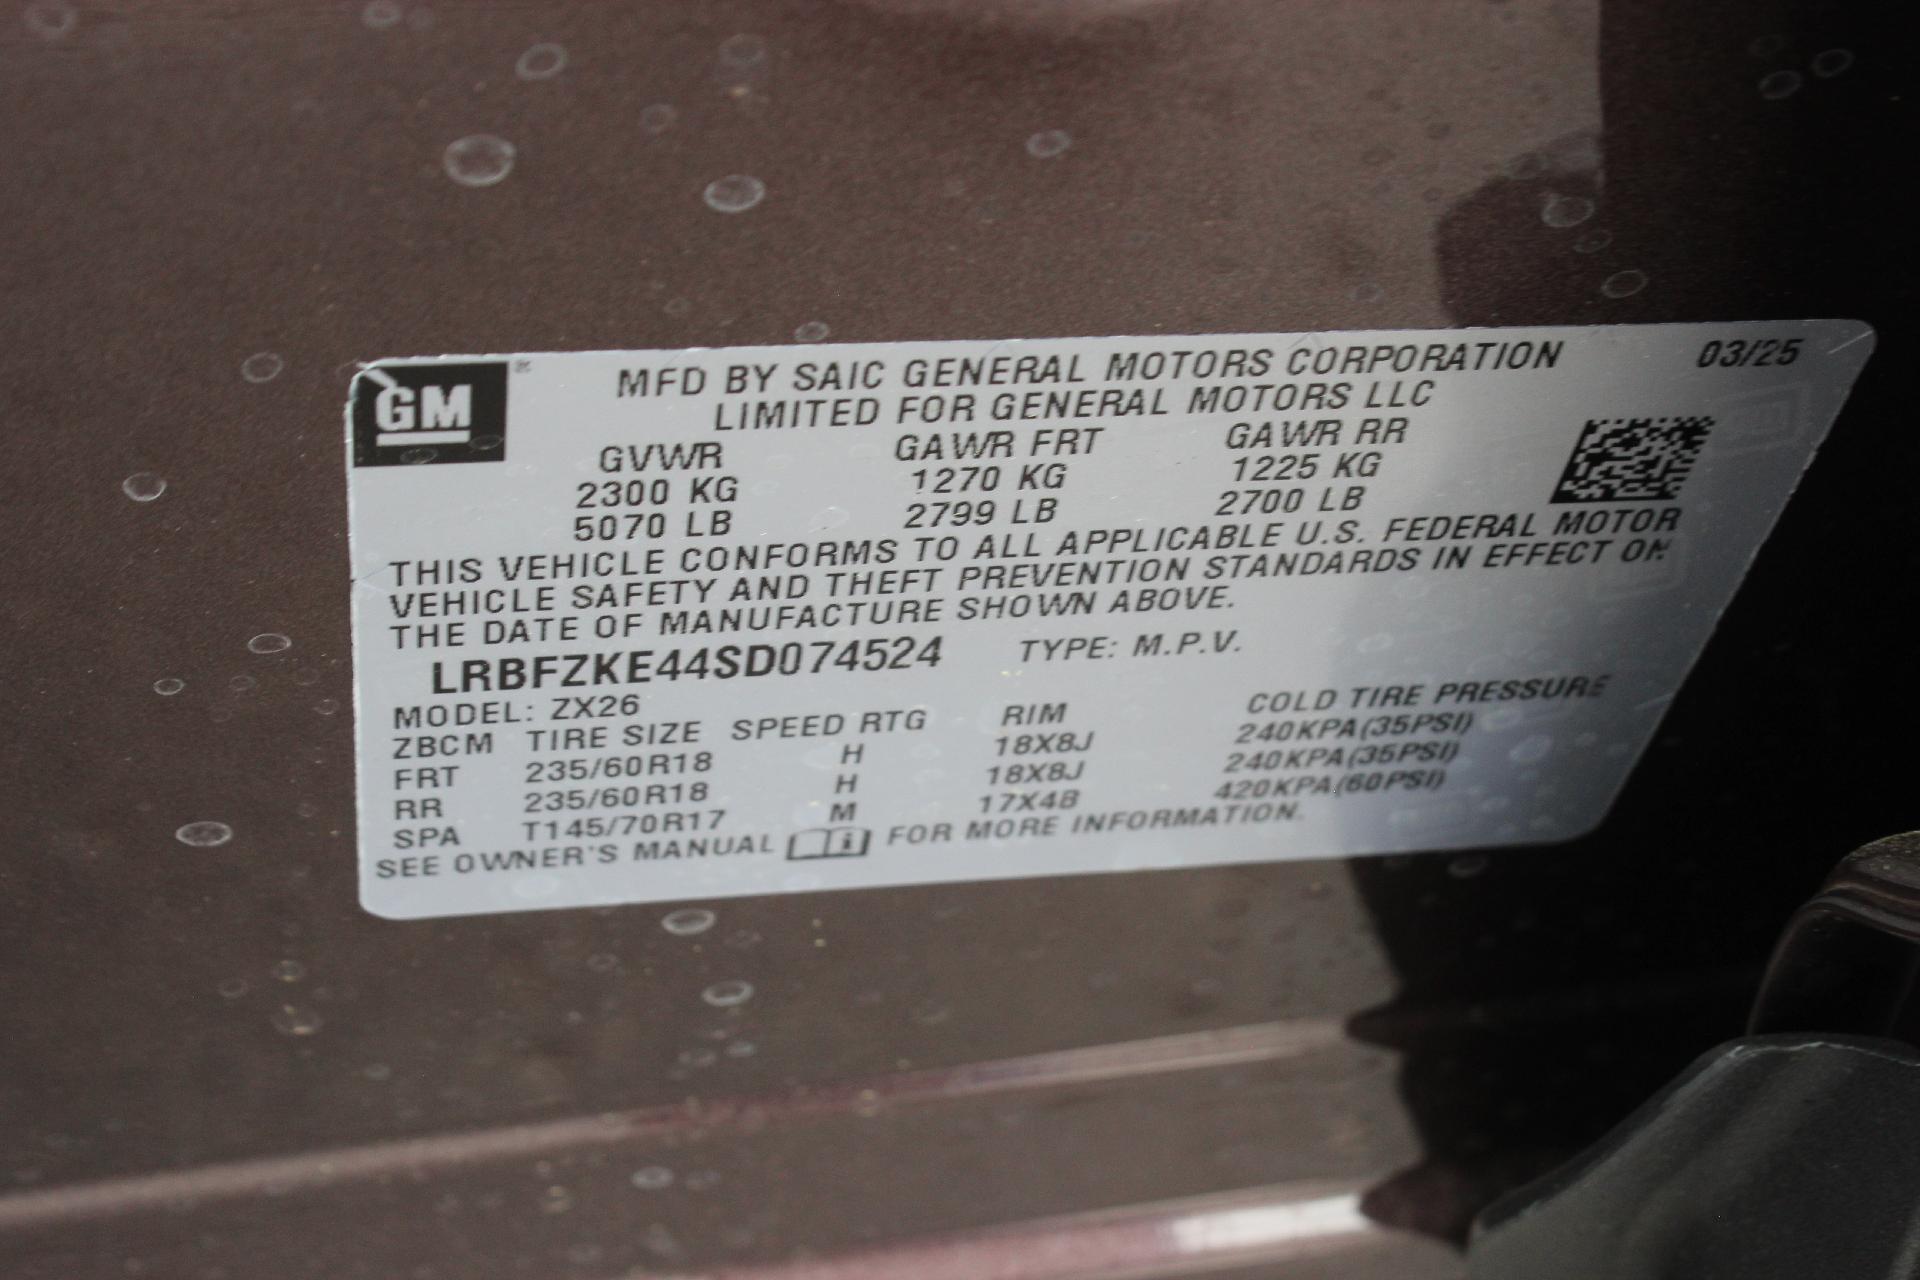 GM ®
MFD BY SAIC GENERAL MOTORS CORPORATION 03/25
LIMITED FOR GENERAL MOTORS LLC
GVWR GAWR FRT GAWR RR
2300 KG 1270 KG 1225 KG
5070 LB 2799 LB 2700 LB
THIS VEHICLE CONFORMS TO ALL APPLICABLE U.S. FEDERAL MOTOR
VEHICLE SAFETY AND THEFT PREVENTION STANDARDS IN EFFECT ON
THE DATE OF MANUFACTURE SHOWN ABOVE.
LRBFZKE44SD074524 TYPE: M.P.V.
MODEL: ZX26
ZBCM TIRE SIZE SPEED RTG RIM COLD TIRE PRESSURE
FRT 235/60R18 H 18X8J 240KPA(35PSI)
RR 235/60R18 H 18X8J 240KPA(35PSI)
SPA T145/70R17 M 17X4B 420KPA(60PSI)
SEE OWNER'S MANUAL i FOR MORE INFORMATION.